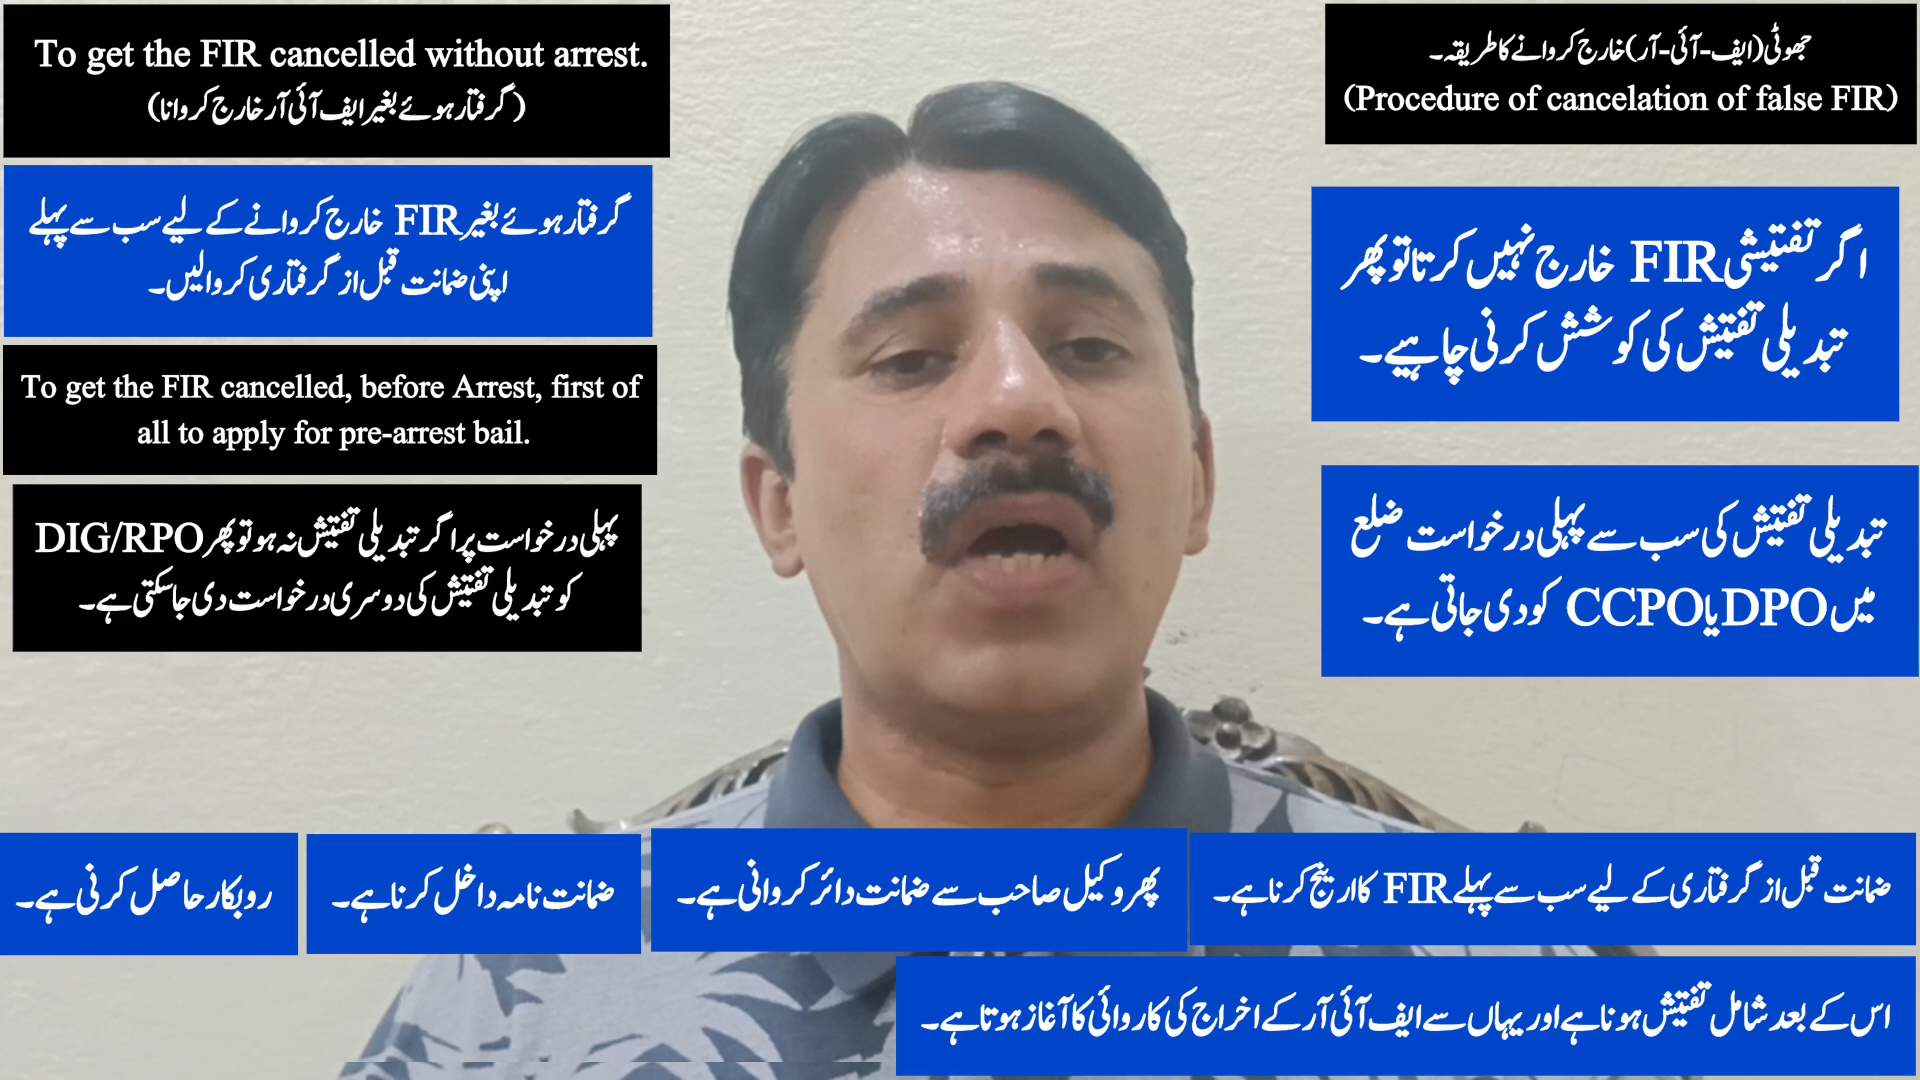 To get the FIR cancelled without arrest.
(گرفتار ہوئے بغیر ایف آئی آر خارج کروانا)
گرفتار ہوئے بغیر FIR خارج کروانے کے لیے سب سے پہلے
اپنی ضمانت قبل از گرفتاری کروالیں۔
To get the FIR cancelled, before Arrest, first of
all to apply for pre-arrest bail.
پہلی درخواست پر اگر تبدیلی تفتیش نہ ہو تو پھر DIG/RPO
کو تبدیلی تفتیش کی دوسری درخواست دی جاسکتی ہے۔
جھوٹی (ایف-آئی-آر) خارج کروانے کا طریقہ۔
(Procedure of cancelation of false FIR)
اگر تفتیشی FIR خارج نہیں کرتا تو پھر
تبدیلی تفتیش کی کوشش کرنی چاہیے۔
تبدیلی تفتیش کی سب سے پہلی درخواست ضلع
میں DPO یا CCPO کو دی جاتی ہے۔
ضمانت قبل از گرفتاری کے لیے سب سے پہلے FIR کا ارینج کرنا ہے۔
پھر وکیل صاحب سے ضمانت دائر کروانی ہے۔
ضمانت نامہ داخل کرنا ہے۔
روبکار حاصل کرنی ہے۔
اس کے بعد شامل تفتیش ہونا ہے اور یہاں سے ایف آئی آر کے اخراج کی کاروائی کا آغاز ہوتا ہے۔